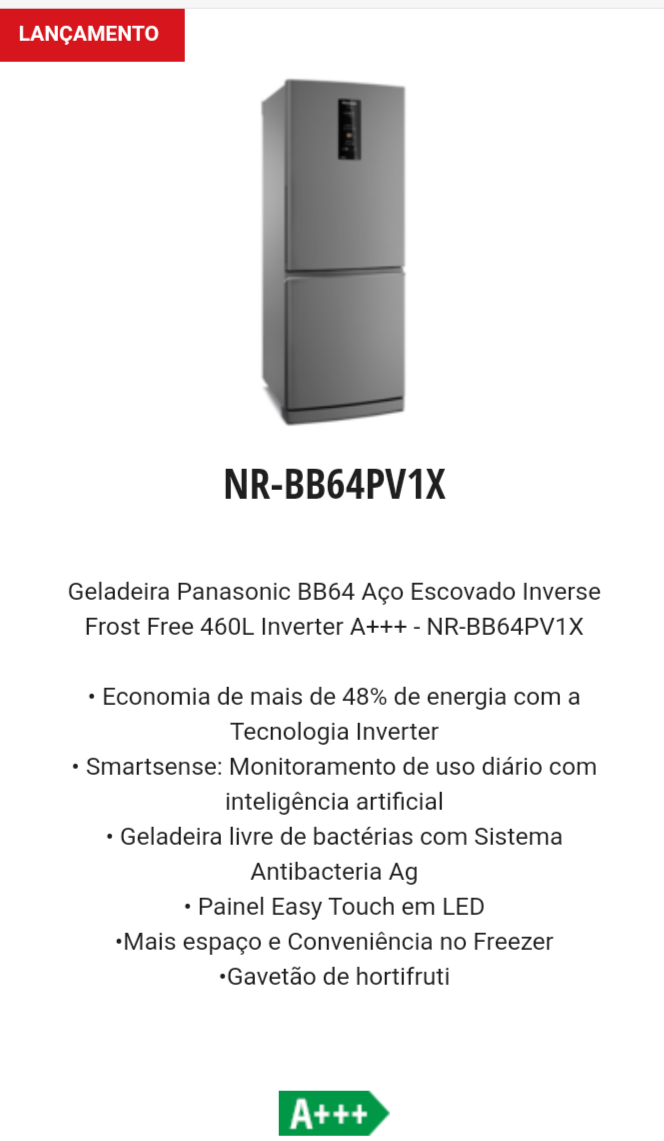 LANÇAMENTO
NR-BB64PV1X
Geladeira Panasonic BB64 Aço Escovado Inverse
Frost Free 460L Inverter A+++ - NR-BB64PV1X
• Economia de mais de 48% de energia com a
Tecnologia Inverter
• Smartsense: Monitoramento de uso diário com
inteligência artificial
• Geladeira livre de bactérias com Sistema
Antibacteria Ag
• Painel Easy Touch em LED
•Mais espaço e Conveniência no Freezer
•Gavetão de hortifruti
A+++